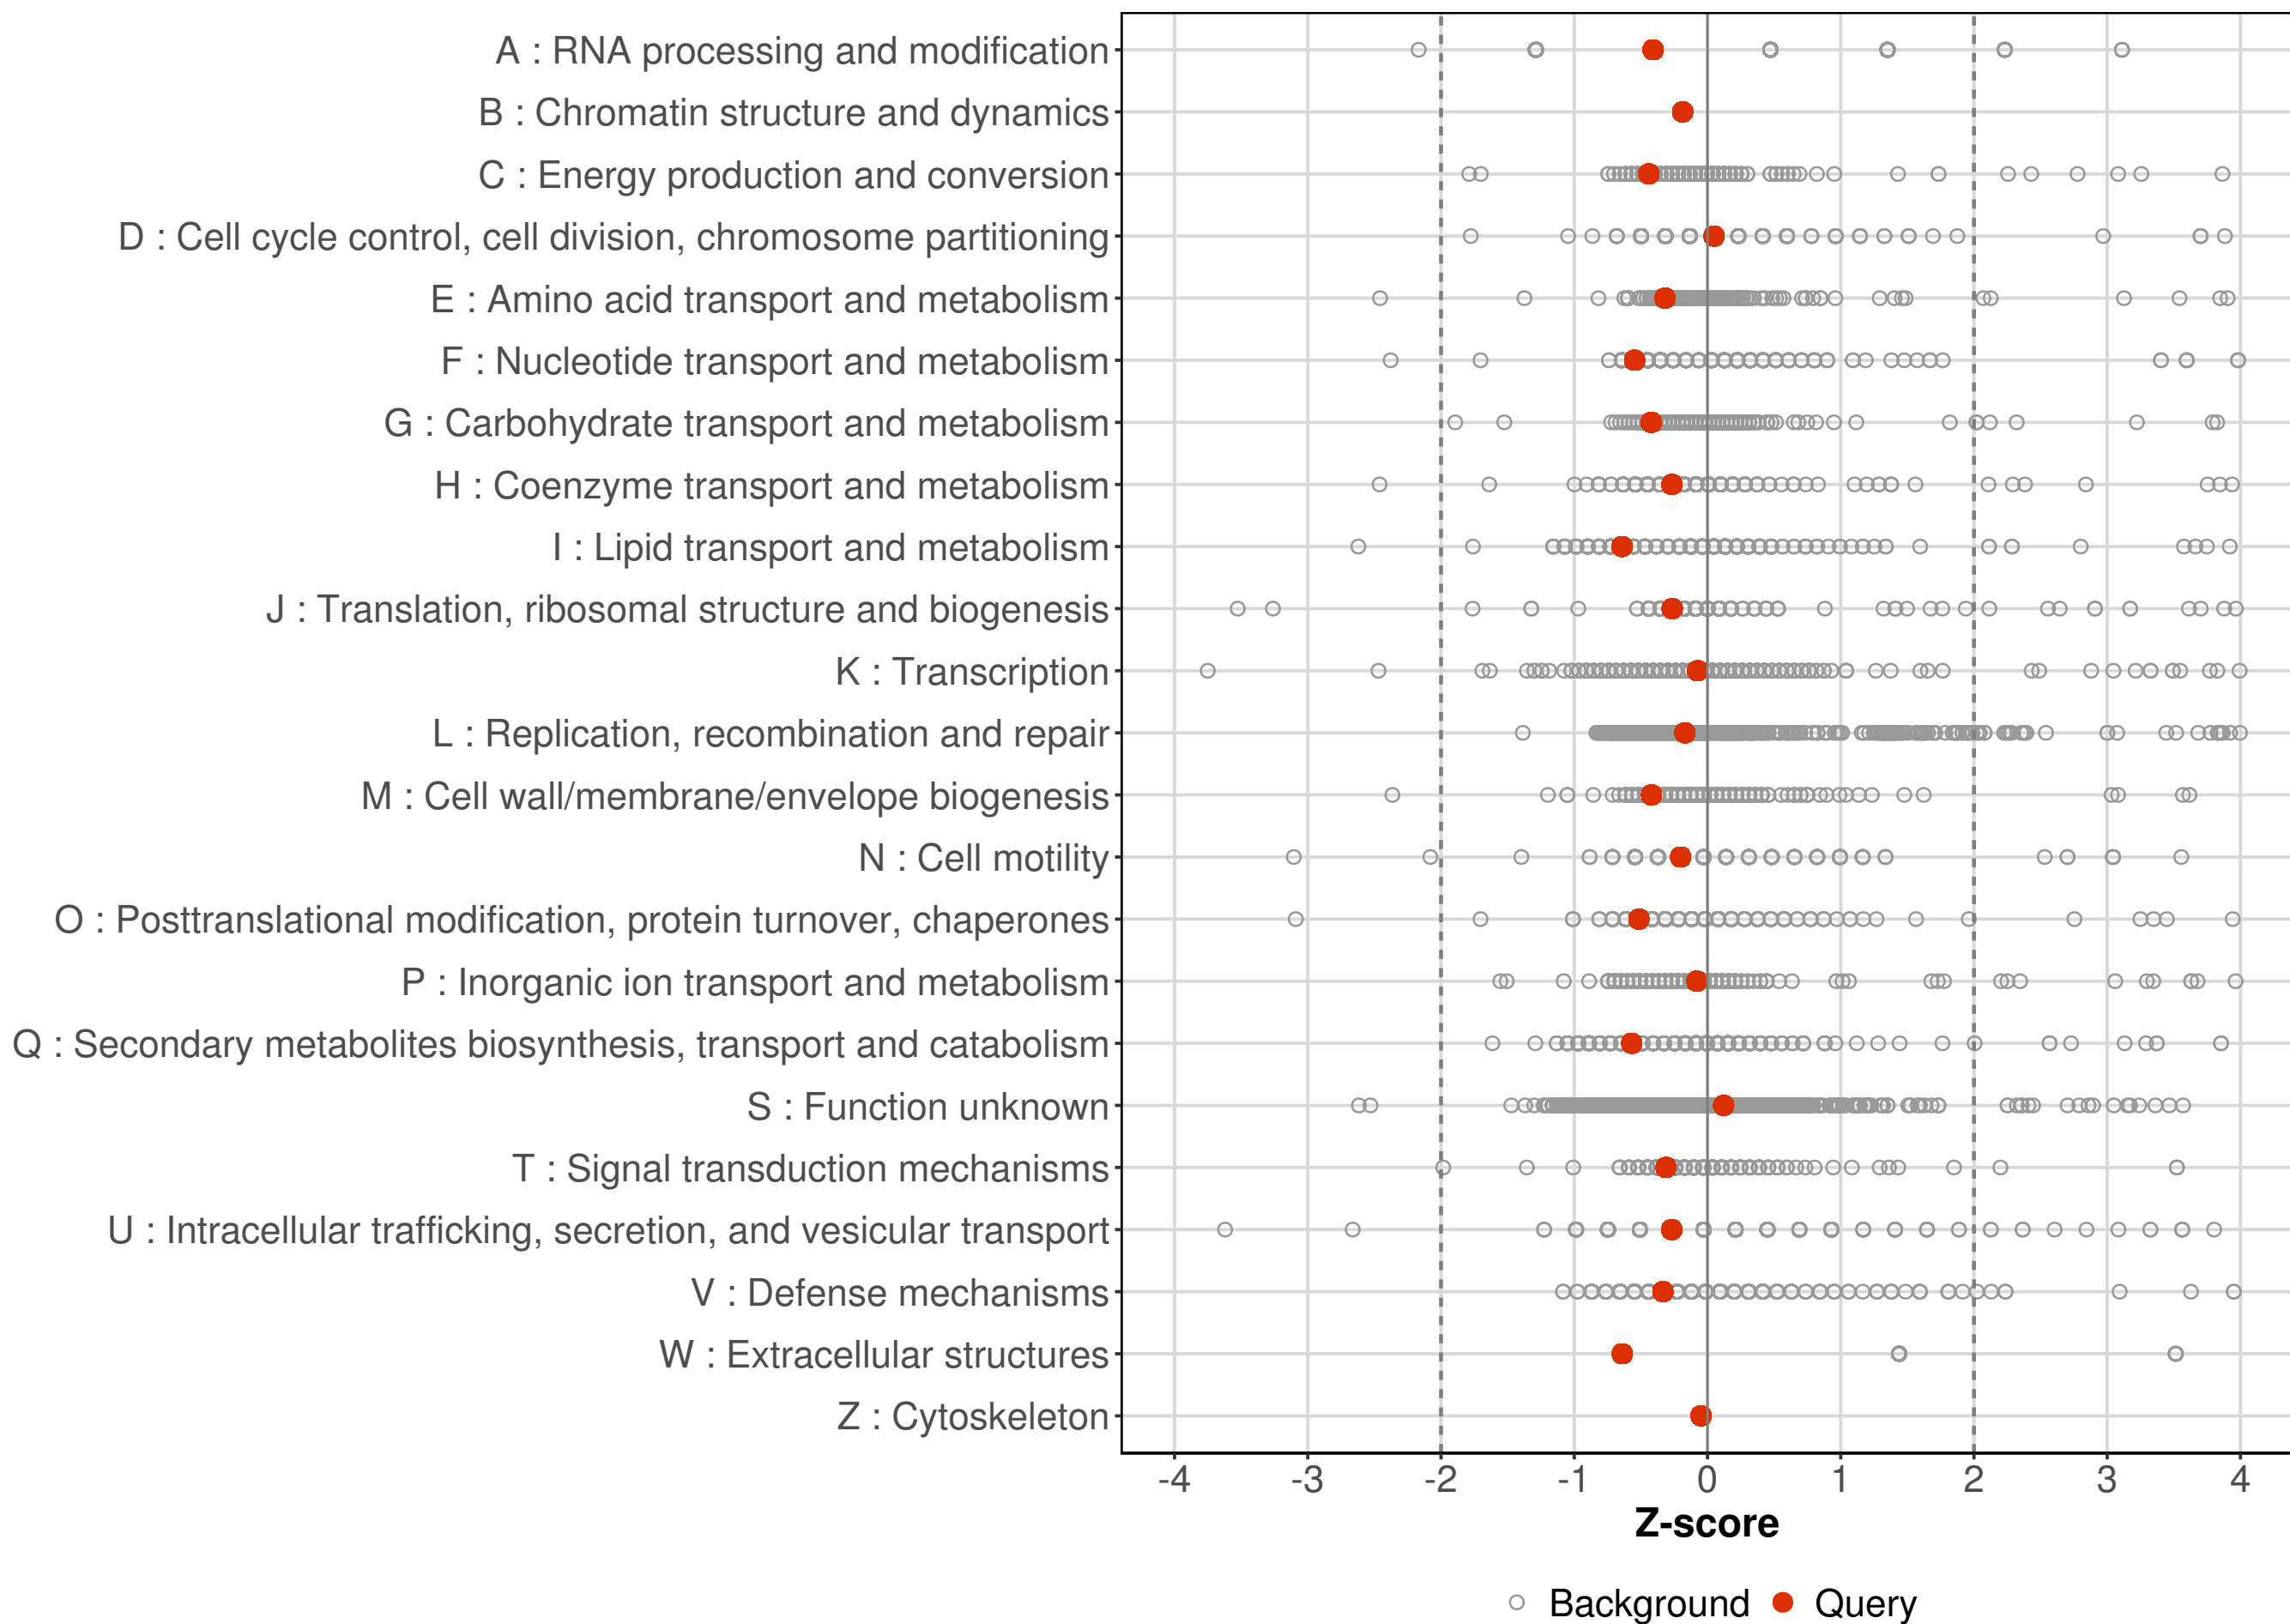 A : RNA processing and modification
B : Chromatin structure and dynamics
C : Energy production and conversion
D : Cell cycle control, cell division, chromosome partitioning
E : Amino acid transport and metabolism
F : Nucleotide transport and metabolism
G : Carbohydrate transport and metabolism
H : Coenzyme transport and metabolism
I : Lipid transport and metabolism
J : Translation, ribosomal structure and biogenesis
K : Transcription
L : Replication, recombination and repair
M : Cell wall/membrane/envelope biogenesis
N : Cell motility
O : Posttranslational modification, protein turnover, chaperones
P : Inorganic ion transport and metabolism
Q : Secondary metabolites biosynthesis, transport and catabolism
S : Function unknown
T : Signal transduction mechanisms
U : Intracellular trafficking, secretion, and vesicular transport
V : Defense mechanisms
W : Extracellular structures
Z : Cytoskeleton
-4 -3 -2 -1 0 1 2 3 4
Z-score
Background Query